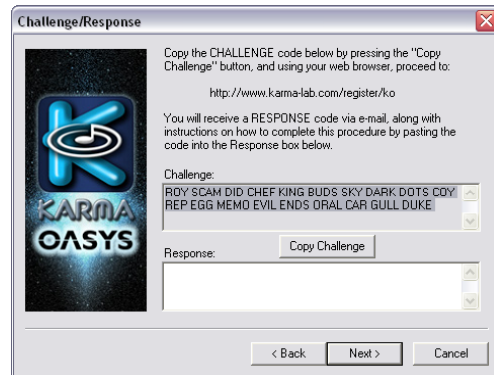 Challenge/Response
Copy the CHALLENGE code below by pressing the "Copy
Challenge" button, and using your web browser, proceed to:
http://www.karma-lab.com/register/ko
You will receive a RESPONSE code via e-mail, along with
instructions on how to complete this procedure by pasting the
code into the Response box below.
Challenge:
ROY SCAM DID CHEF KING BUDS SKY DARK DOTS COY
REP EGG MEMO EVIL ENDS ORAL CAR GULL DUKE
KARMA
OASYS
Copy Challenge
Response:
< Back
Next >
Cancel